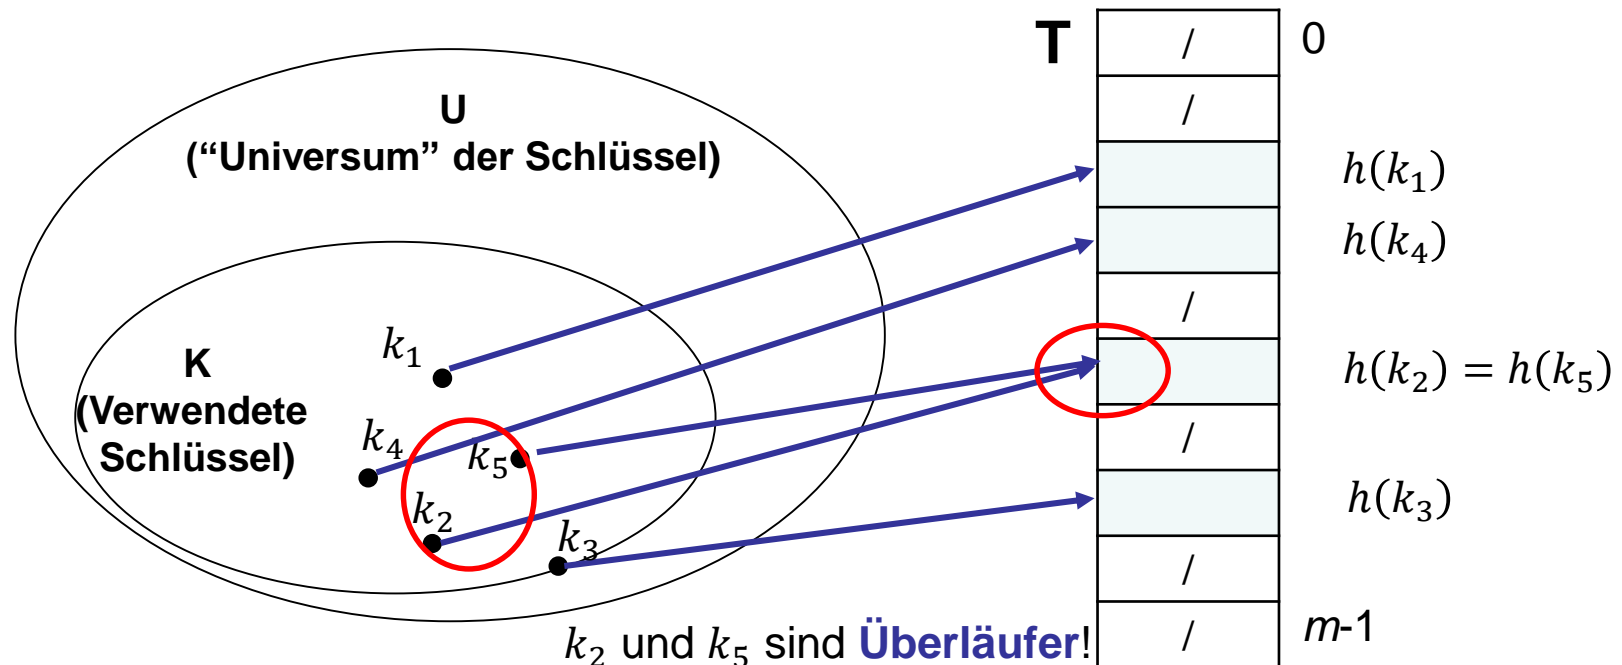 U
(“Universum” der Schlüssel)
K
(Verwendete
Schlüssel)
k₁
k₄
k₅
k₂
k₃
T
/
0
/
h(k₁)
h(k₄)
/
h(k₂) = h(k₅)
/
h(k₃)
/
/
m-1
k₂ und k₅ sind Überläufer!